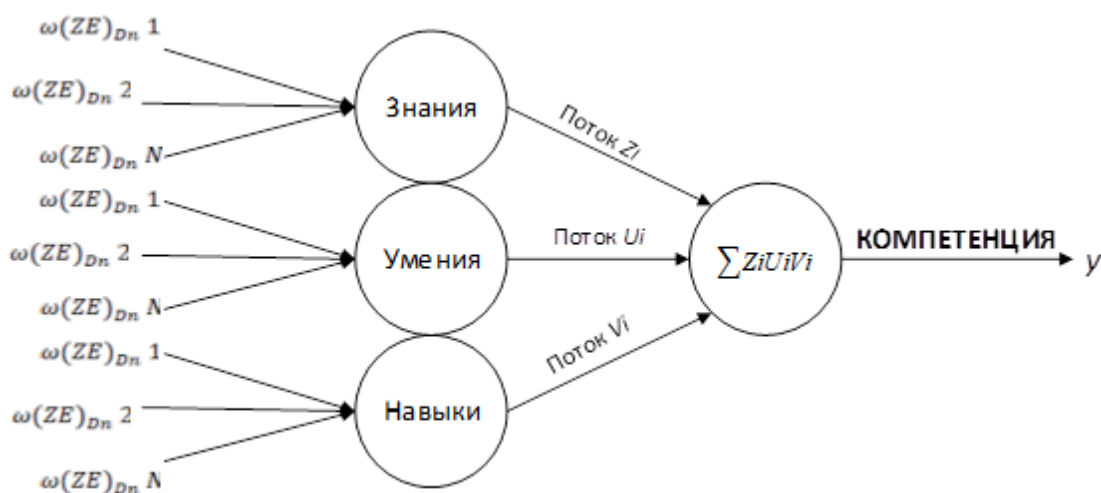 ω(ZE)Dn 1
ω(ZE)Dn 2
ω(ZE)Dn N
Знания
Поток Zi
ω(ZE)Dn 1
ω(ZE)Dn 2
ω(ZE)Dn N
Умения
Поток Ui
∑ZiUiVi
КОМПЕТЕНЦИЯ
y
ω(ZE)Dn 1
ω(ZE)Dn 2
ω(ZE)Dn N
Навыки
Поток Vi